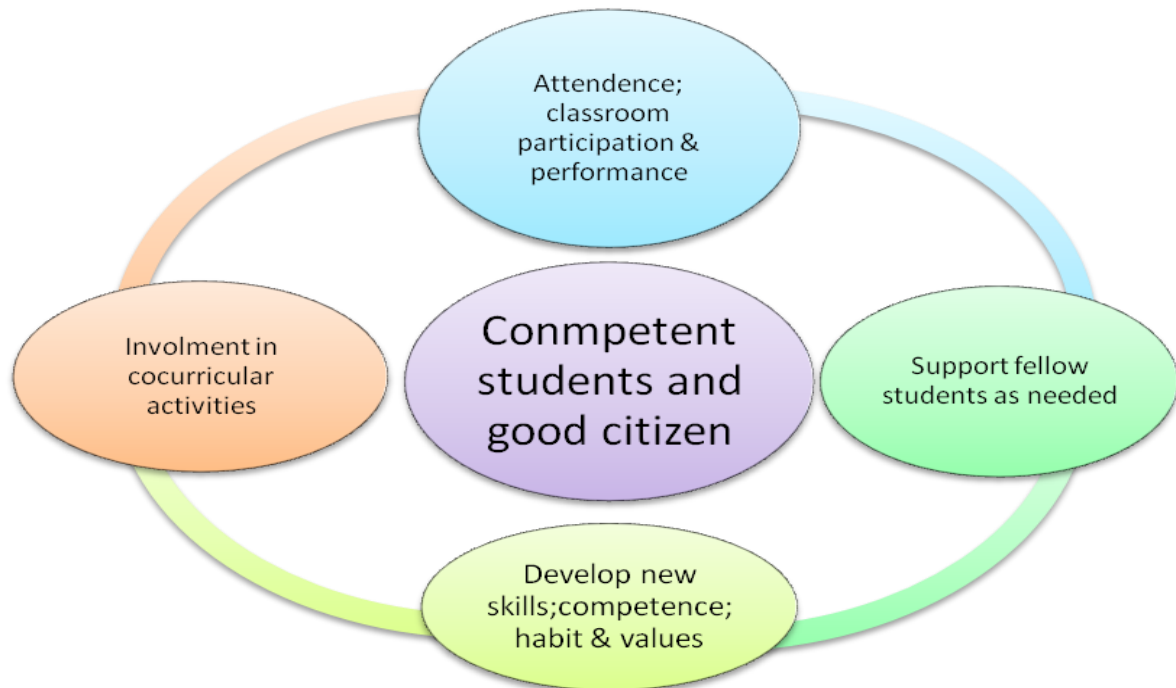 Attendence;
classroom
participation &
performance
Involment in
cocurricular
activities
Conmpetent
students and
good citizen
Support fellow
students as needed
Develop new
skills;competence;
habit & values